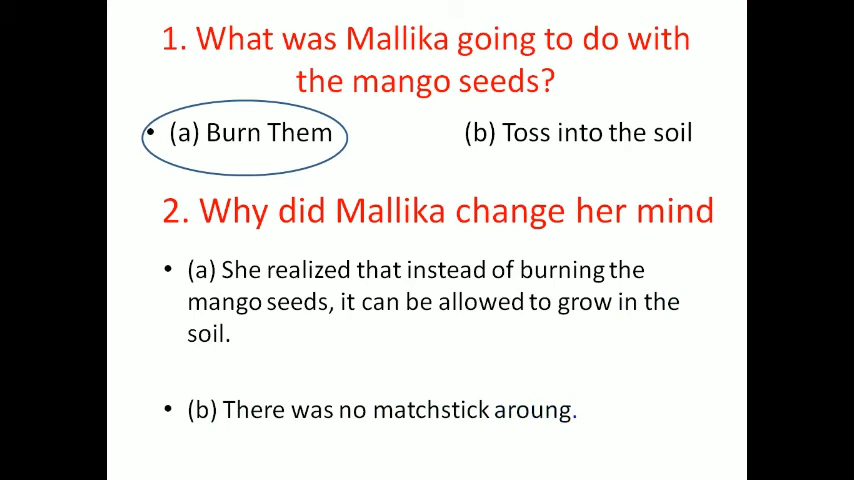 1. What was Mallika going to do with
the mango seeds?
• (a) Burn Them (b) Toss into the soil
2. Why did Mallika change her mind
• (a) She realized that instead of burning the
mango seeds, it can be allowed to grow in the
soil.
• (b) There was no matchstick aroung.